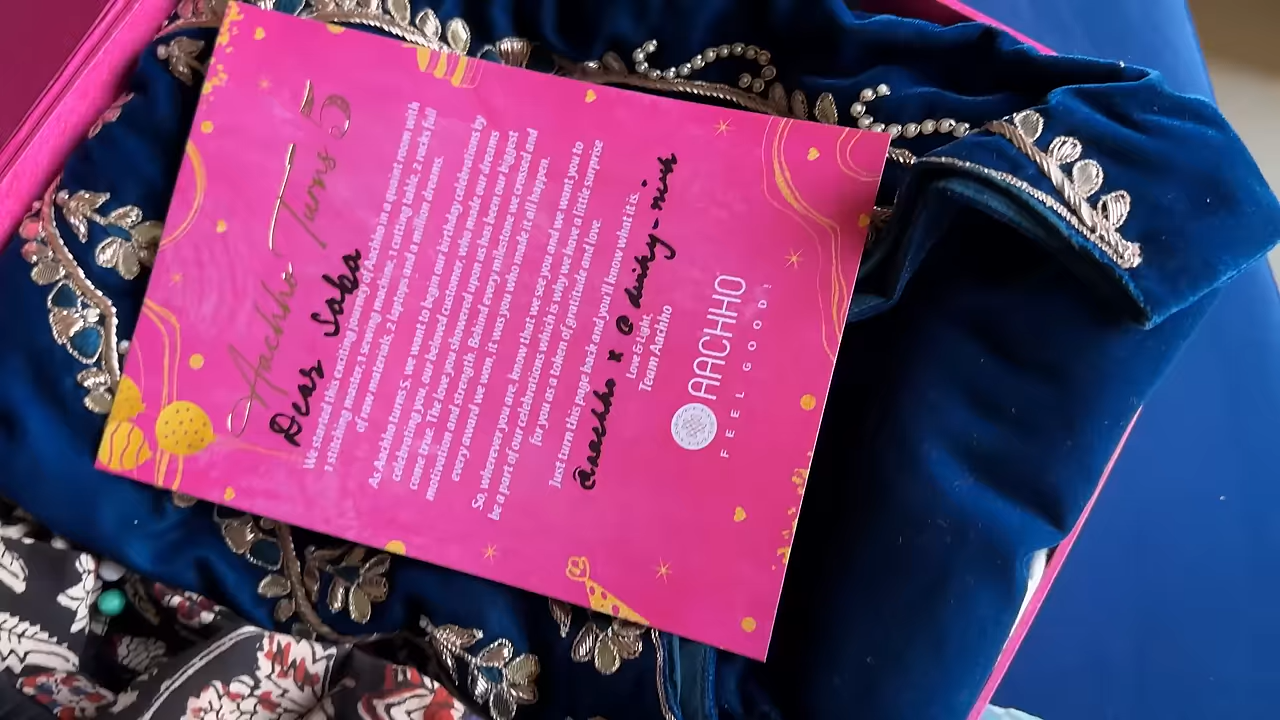 Aachho Turns 5
Dear Saba
We started this exciting journey of Aachho in a quaint room with
1 stitching master, 1 sewing machine, 1 cutting table, 2 racks full
of raw materials, 2 laptops and a million dreams.
As Aachho turns 5, we want to begin our birthday celebrations by
celebrating you, our beloved customer who made our dreams
come true. The love you showered upon us has been our biggest
motivation and strength. Behind every milestone we crossed and
every award we won, it was you who made it all happen.
So, wherever you are, know that we see you and we want you to
be a part of our celebrations which is why we have a little surprise
for you as a token of gratitude and love.
Just turn this page back and you'll know what it is.
@aachho x @
Love & Light,
Team Aachho
AACHHO
FEEL GOOD!